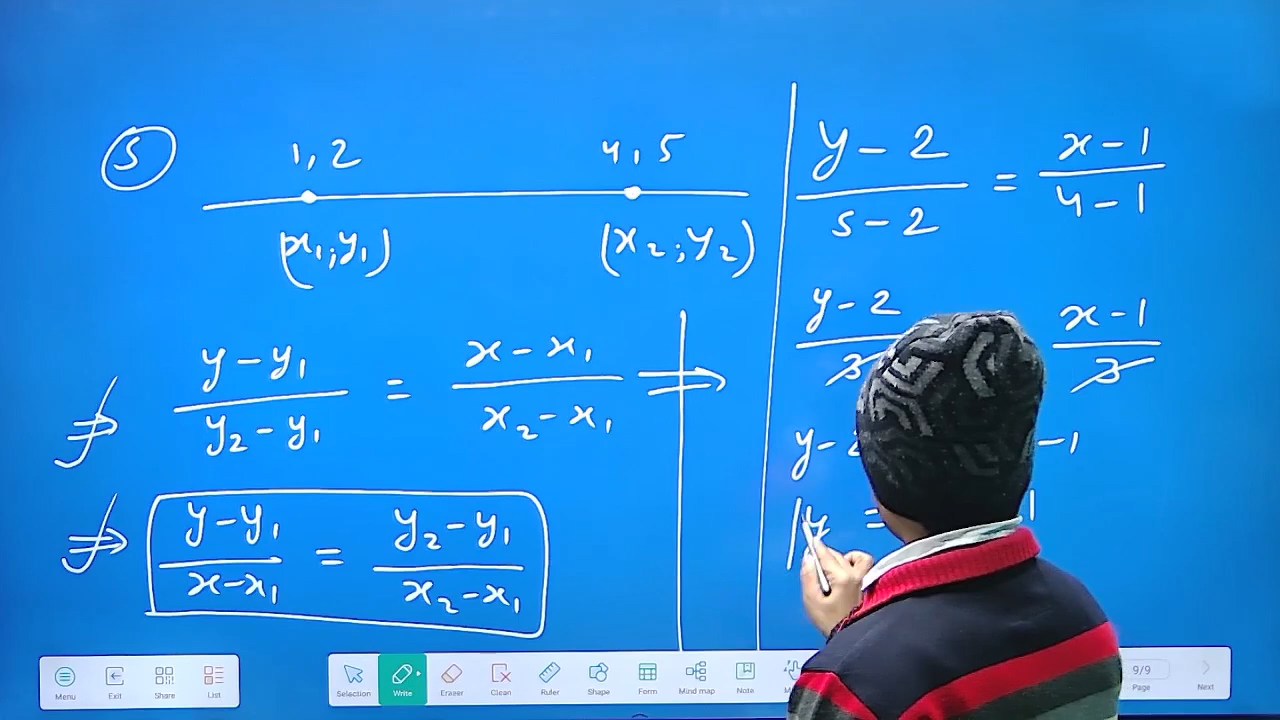 5
1, 2
4, 5
(x₁, y₁)
(x₂, y₂)
⇒ (y - y₁)/(y₂ - y₁) = (x - x₁)/(x₂ - x₁) ⇒
⇒ (y - y₁)/(x - x₁) = (y₂ - y₁)/(x₂ - x₁)
(y - 2)/(5 - 2) = (x - 1)/(4 - 1)
(y - 2)/3 (x - 1)/3
y - 2 - 1
y = 1
Menu
Exit
Share
List
Selection
Write
Eraser
Clean
Ruler
Shape
Form
Mind map
Note
9/9
Page
Next